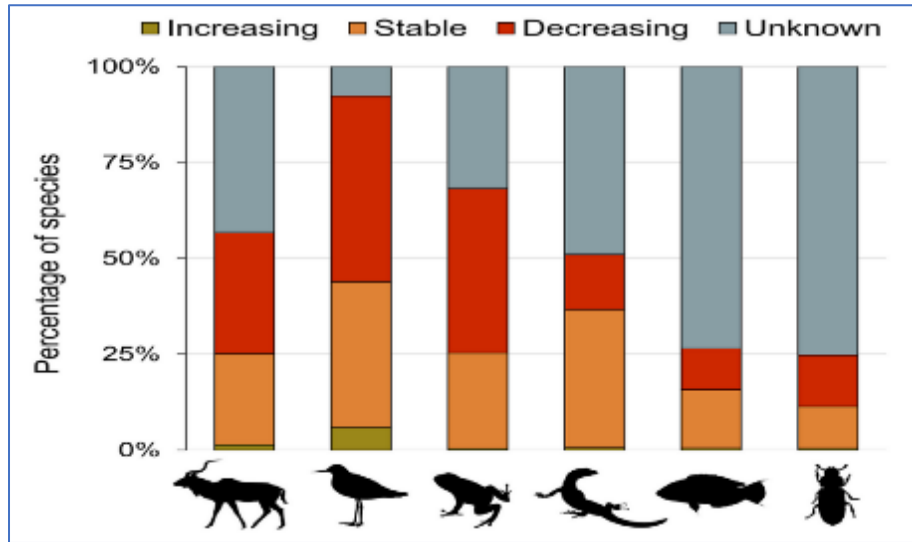 Increasing Stable Decreasing Unknown
100%
75%
50%
25%
0%
Percentage of species